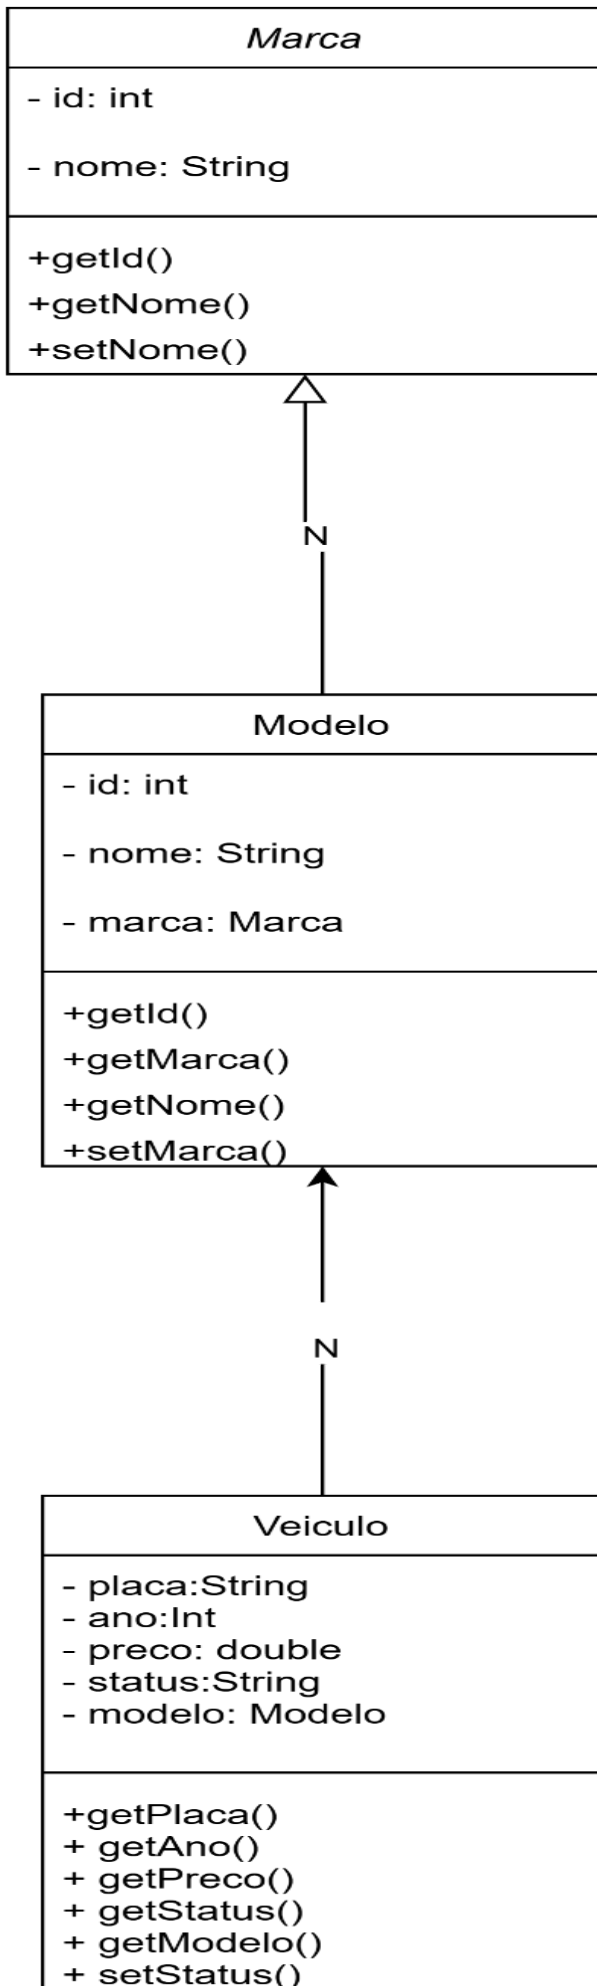 Marca
- id: int
- nome: String
+getId()
+getNome()
+setNome()
N
Modelo
- id: int
- nome: String
- marca: Marca
+getId()
+getMarca()
+getNome()
+setMarca()
N
Veiculo
- placa:String
- ano:Int
- preco: double
- status:String
- modelo: Modelo
+getPlaca()
+ getAno()
+ getPreco()
+ getStatus()
+ getModelo()
+ setStatus()